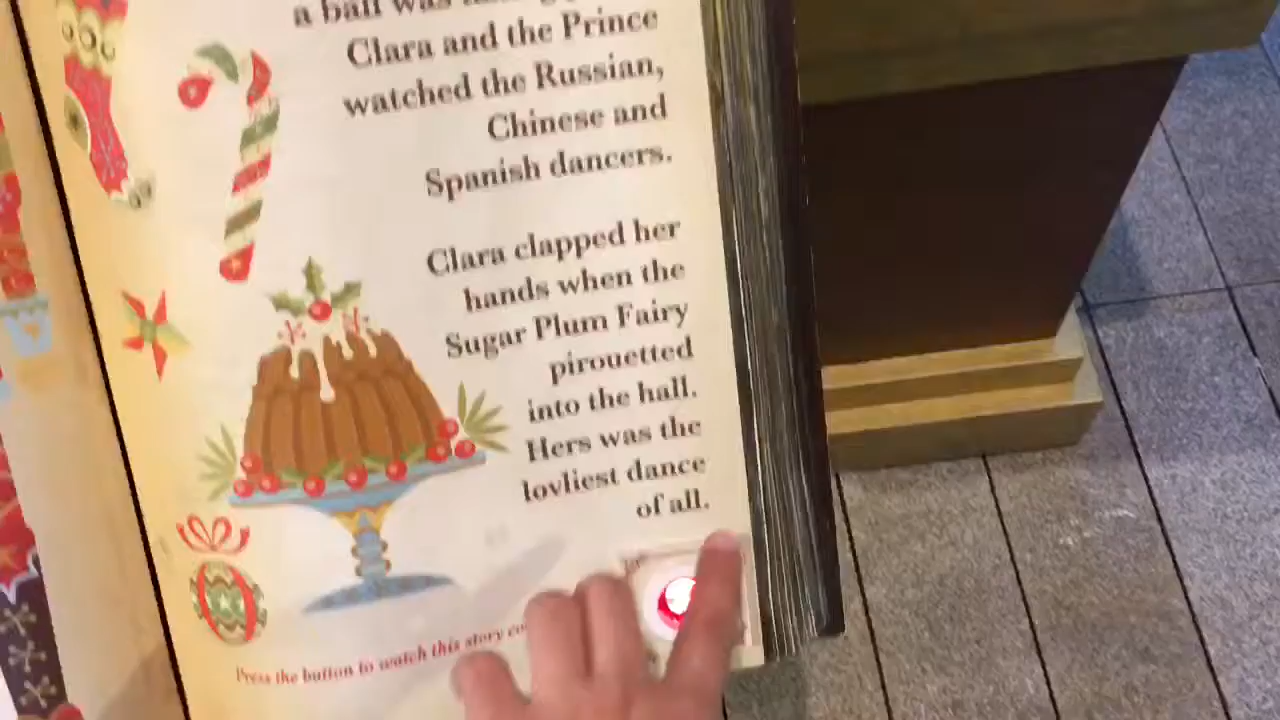 a ball was
Clara and the Prince
watched the Russian,
Chinese and
Spanish dancers.
Clara clapped her
hands when the
Sugar Plum Fairy
pirouetted
into the hall.
Hers was the
lovliest dance
of all.
Press the button to watch this story